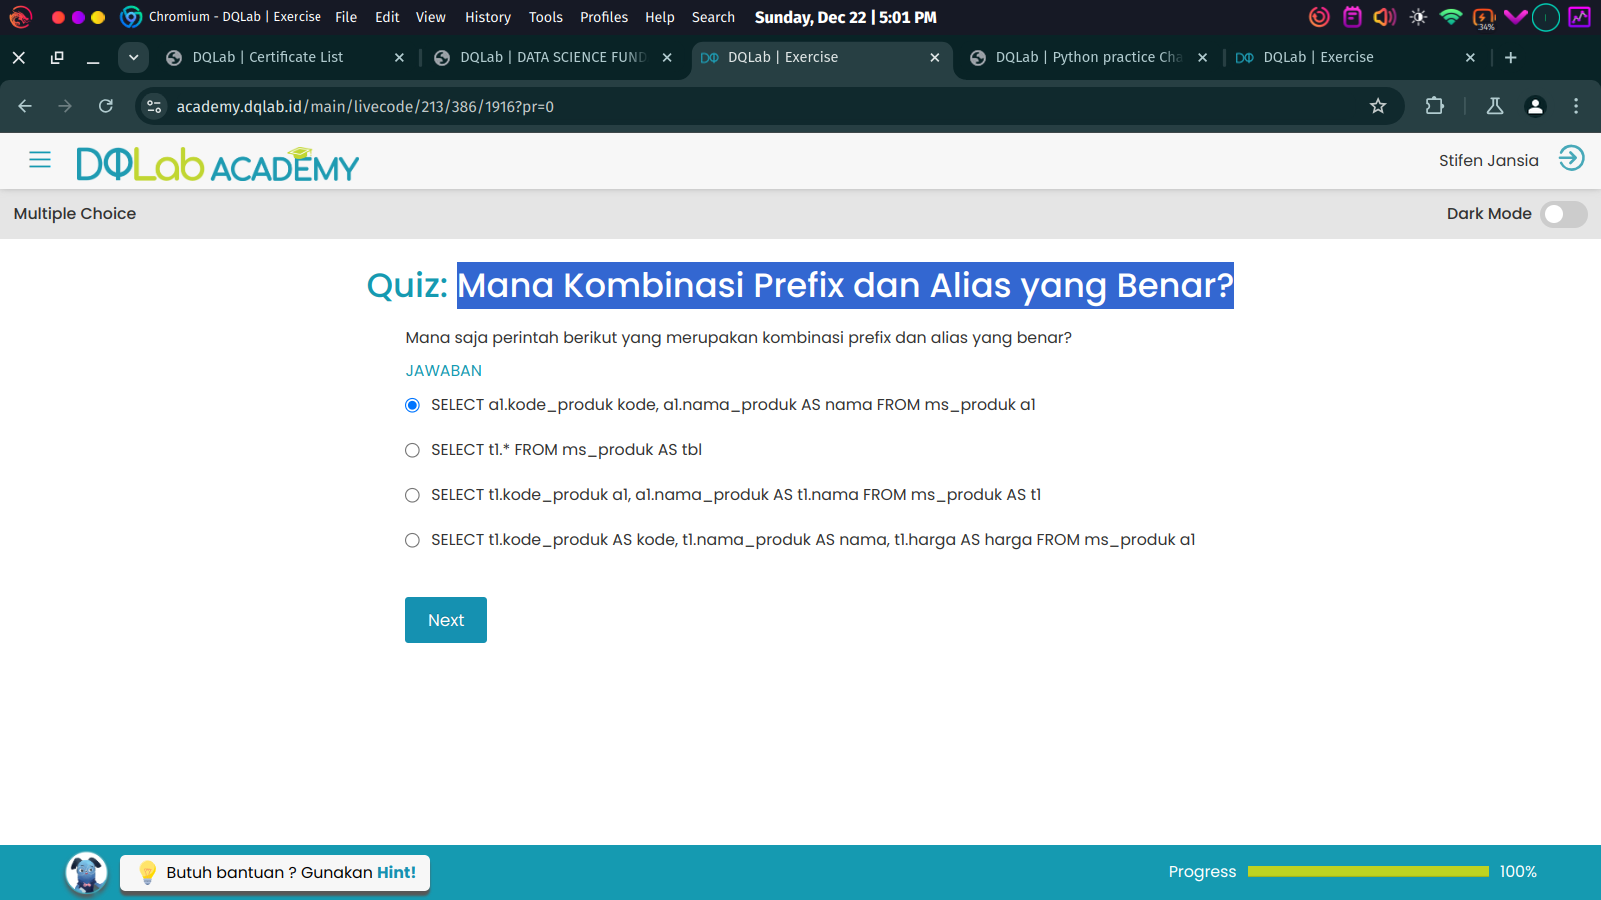 Chromium - DQLab | Exercise File Edit View History Tools Profiles Help Search Sunday, Dec 22 | 5:01 PM 34%
DQLab | Certificate List DQLab | DATA SCIENCE FUND DQLab | Exercise DQLab | Python practice Cha DQLab | Exercise
academy.dqlab.id/main/livecode/213/386/1916?pr=0
DQLab ACADEMY Stifen Jansia
Multiple Choice Dark Mode
Quiz: Mana Kombinasi Prefix dan Alias yang Benar?
Mana saja perintah berikut yang merupakan kombinasi prefix dan alias yang benar?
JAWABAN
SELECT a1.kode_produk kode, a1.nama_produk AS nama FROM ms_produk a1
SELECT t1.* FROM ms_produk AS tbl
SELECT t1.kode_produk a1, a1.nama_produk AS t1.nama FROM ms_produk AS t1
SELECT t1.kode_produk AS kode, t1.nama_produk AS nama, t1.harga AS harga FROM ms_produk a1
Next
Butuh bantuan ? Gunakan Hint! Progress 100%